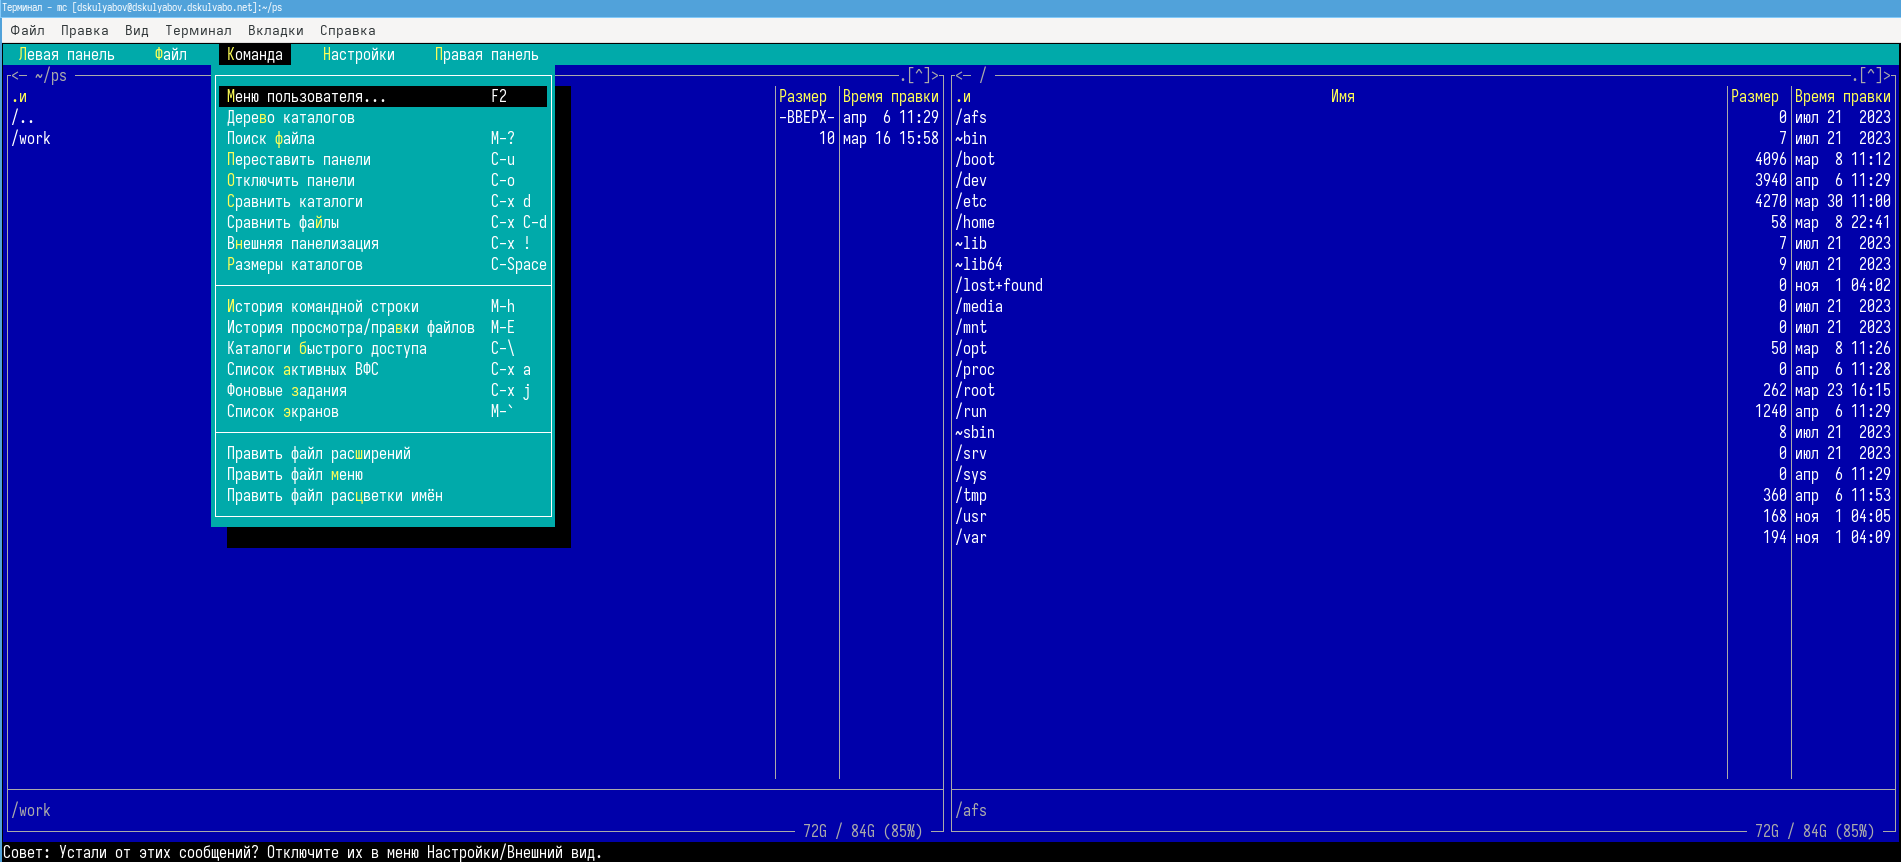 Терминал - mc [dskulyabov@dskulyabov.dskulvabo.net]:~/ps
Файл Правка Вид Терминал Вкладки Справка
Левая панель Файл Команда Настройки Правая панель
<— ~/ps .[^]>
.и Размер Время правки
/.. -ВВЕРХ- апр 6 11:29
/work 10 мар 16 15:58
Меню пользователя... F2
Дерево каталогов
Поиск файла M-?
Переставить панели C-u
Отключить панели C-o
Сравнить каталоги C-x d
Сравнить файлы C-x C-d
Внешняя панелизация C-x !
Размеры каталогов C-Space
История командной строки M-h
История просмотра/правки файлов M-E
Каталоги быстрого доступа C-\
Список активных ВФС C-x a
Фоновые задания C-x j
Список экранов M-`
Править файл расширений
Править файл меню
Править файл расцветки имён
/work
72G / 84G (85%)
<— / .[^]>
.и Имя Размер Время правки
/afs 0 июл 21 2023
~bin 7 июл 21 2023
/boot 4096 мар 8 11:12
/dev 3940 апр 6 11:29
/etc 4270 мар 30 11:00
/home 58 мар 8 22:41
~lib 7 июл 21 2023
~lib64 9 июл 21 2023
/lost+found 0 ноя 1 04:02
/media 0 июл 21 2023
/mnt 0 июл 21 2023
/opt 50 мар 8 11:26
/proc 0 апр 6 11:28
/root 262 мар 23 16:15
/run 1240 апр 6 11:29
~sbin 8 июл 21 2023
/srv 0 июл 21 2023
/sys 0 апр 6 11:29
/tmp 360 апр 6 11:53
/usr 168 ноя 1 04:05
/var 194 ноя 1 04:09
/afs
72G / 84G (85%)
Совет: Устали от этих сообщений? Отключите их в меню Настройки/Внешний вид.